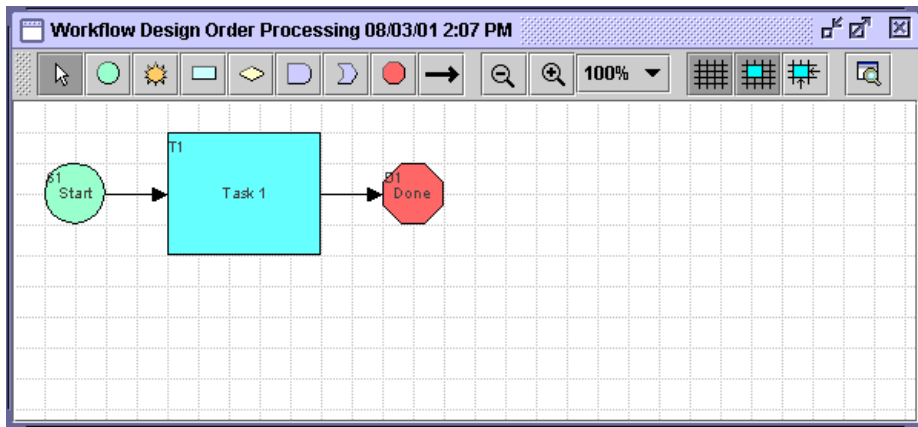 Workflow Design Order Processing 08/03/01 2:07 PM
100%
S1
Start
T1
Task 1
D1
Done